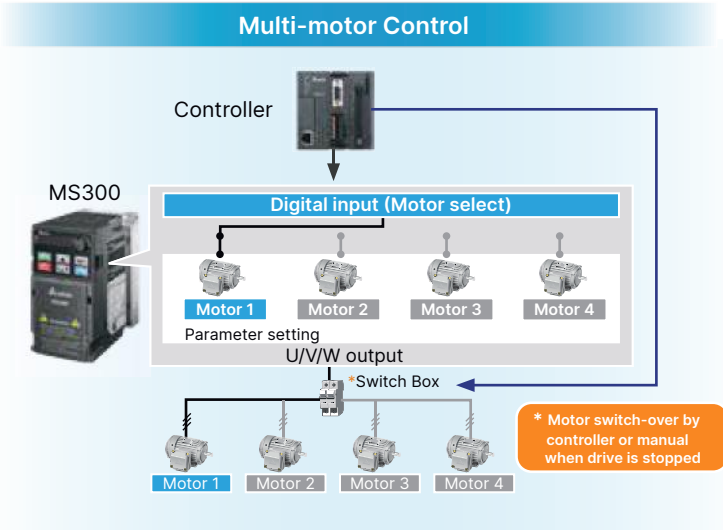 Multi-motor Control
Controller
MS300
Digital input (Motor select)
Motor 1
Motor 2
Motor 3
Motor 4
Parameter setting
U/V/W output
*Switch Box
* Motor switch-over by
controller or manual
when drive is stopped
Motor 1
Motor 2
Motor 3
Motor 4